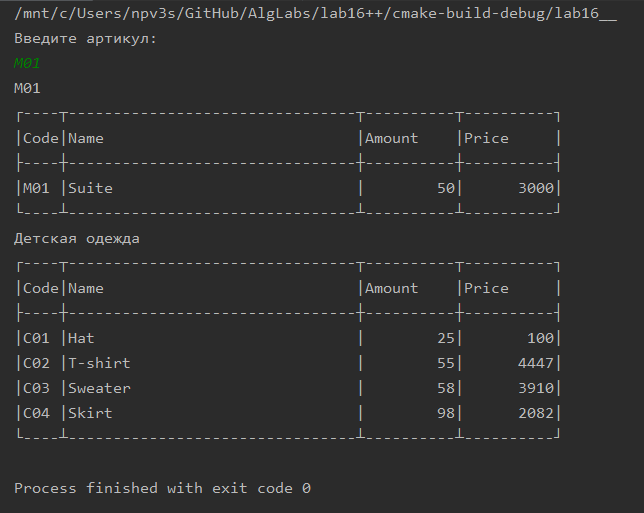 /mnt/c/Users/npv3s/GitHub/AlgLabs/lab16++/cmake-build-debug/lab16__
Введите артикул:
M01
M01
┌----┬--------------------------------┬----------┬----------┐
│Code│Name                            │Amount    │Price     │
├----┼--------------------------------┼----------┼----------┤
│M01 │Suite                           │        50│      3000│
└----┴--------------------------------┴----------┴----------┘
Детская одежда
┌----┬--------------------------------┬----------┬----------┐
│Code│Name                            │Amount    │Price     │
├----┼--------------------------------┼----------┼----------┤
│C01 │Hat                             │        25│       100│
│C02 │T-shirt                         │        55│      4447│
│C03 │Sweater                         │        58│      3910│
│C04 │Skirt                           │        98│      2082│
└----┴--------------------------------┴----------┴----------┘
Process finished with exit code 0